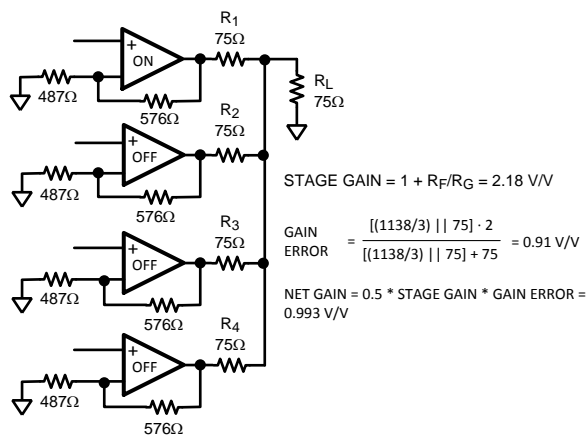 R1
75Ω
+
ON
RL
75Ω
487Ω
576Ω
R2
75Ω
+
OFF
487Ω
576Ω
STAGE GAIN = 1 + RF/RG = 2.18 V/V
GAIN ERROR = [(1138/3) || 75] · 2 / [(1138/3) || 75] + 75 = 0.91 V/V
NET GAIN = 0.5 * STAGE GAIN * GAIN ERROR =
0.993 V/V
R3
75Ω
+
OFF
487Ω
576Ω
R4
75Ω
+
OFF
487Ω
576Ω